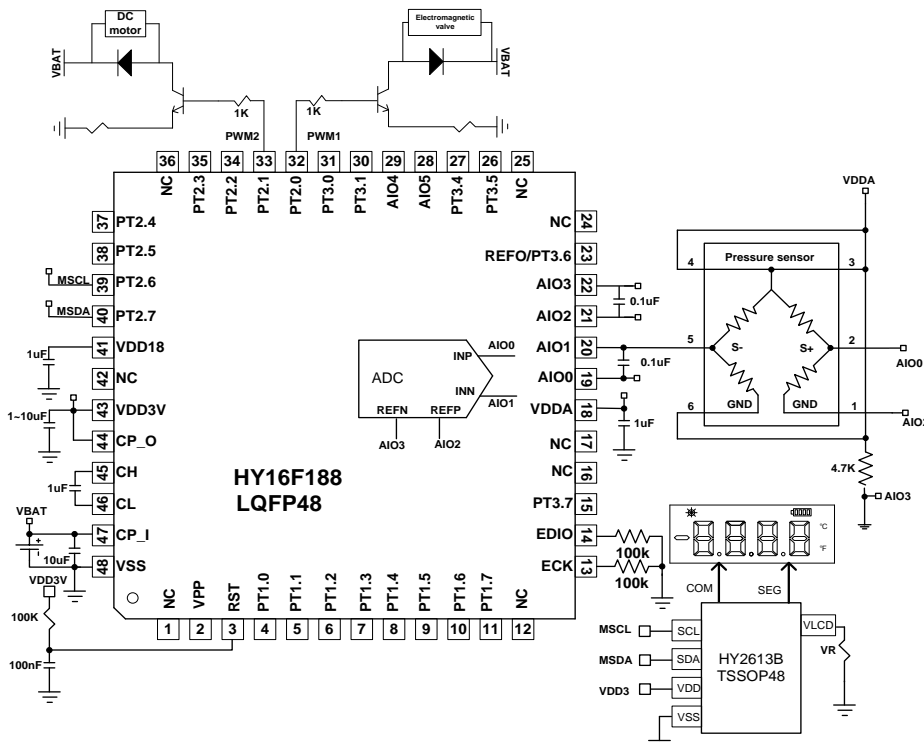 DC motor
VBAT
1K
PWM2
Electromagnetic valve
VBAT
1K
PWM1
36 35 34 33 32 31 30 29 28 27 26 25
NC PT2.3 PT2.2 PT2.1 PT2.0 PT3.0 PT3.1 AIO4 AIO5 PT3.4 PT3.5 NC
37 PT2.4
38 PT2.5
MSCL 39 PT2.6
MSDA 40 PT2.7
1uF 41 VDD18
42 NC
1~10uF 43 VDD3V
44 CP_O
45 CH
1uF
46 CL
VBAT 47 CP_I
+
-
10uF
48 VSS
VDD3V
100K
100nF
NC VPP RST PT1.0 PT1.1 PT1.2 PT1.3 PT1.4 PT1.5 PT1.6 PT1.7 NC
1 2 3 4 5 6 7 8 9 10 11 12
ADC
INP AIO0
INN AIO1
REFN REFP
AIO3 AIO2
HY16F188
LQFP48
NC 24
REFO/PT3.6 23
AIO3 22
0.1uF
AIO2 21
AIO1 20
0.1uF
AIO0 19
VDDA 18
1uF
NC 17
NC 16
PT3.7 15
EDIO 14
100k
ECK 13
100k
VDDA
4 Pressure sensor 3
5 S- S+ 2
AIO0
6 GND GND 1
4.7K
AIO3
°C
°F
COM SEG
MSCL SCL
MSDA SDA
VDD3 VDD
VSS
HY2613B
TSSOP48
VLCD
VR